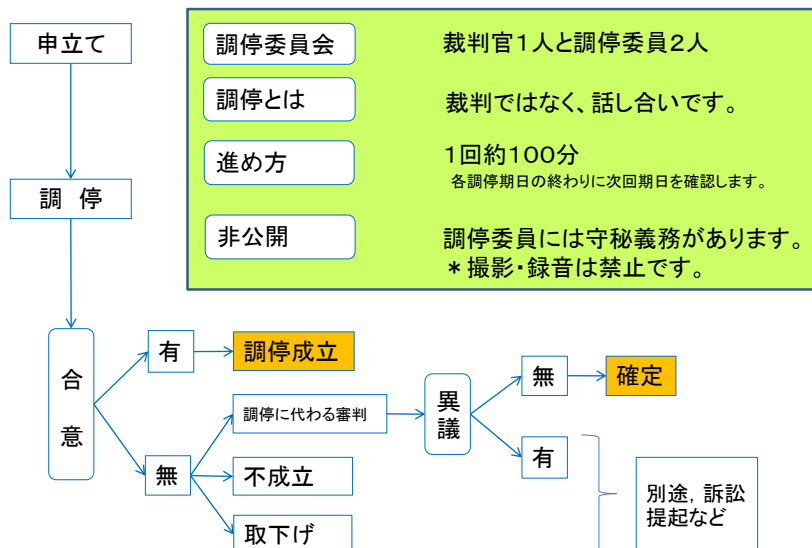 申立て
調停委員会
裁判官１人と調停委員２人
調停とは
裁判ではなく、話し合いです。
進め方
１回約１００分
各調停期日の終わりに次回期日を確認します。
調 停
非公開
調停委員には守秘義務があります。
＊撮影・録音は禁止です。
合意
有
調停成立
無
調停に代わる審判
不成立
取下げ
異議
無
確定
有
別途，訴訟
提起など